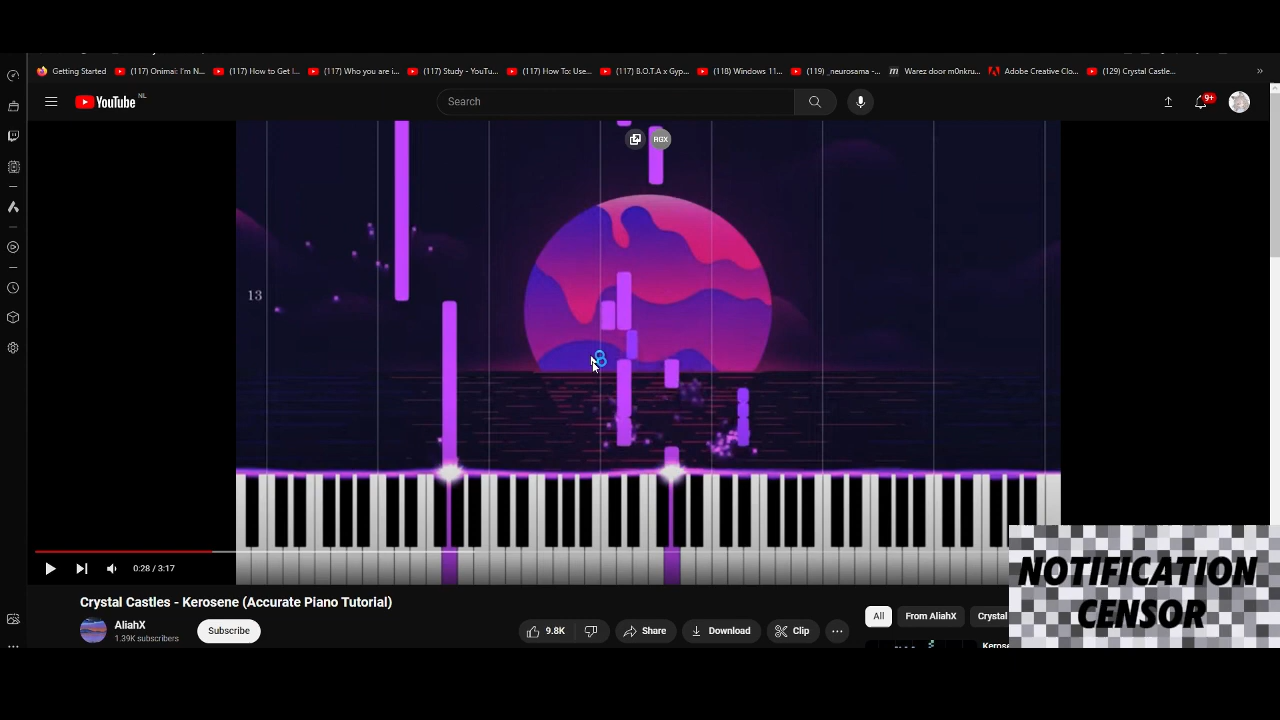 Getting Started
(117) Onimai: I'm N...
(117) How to Get I...
(117) Who you are i...
(117) Study - YouTu...
(117) How To: Use...
(117) B.O.T.A x Gyp...
(118) Windows 11...
(119) _neurosama -...
Warez door m0nkru...
Adobe Creative Clo...
(129) Crystal Castle...
YouTube NL
Search
9+
RGX
13
0:28 / 3:17
NOTIFICATION
CENSOR
Crystal Castles - Kerosene (Accurate Piano Tutorial)
AliahX
1.39K subscribers
Subscribe
9.8K
Share
Download
Clip
All
From AliahX
Crystal